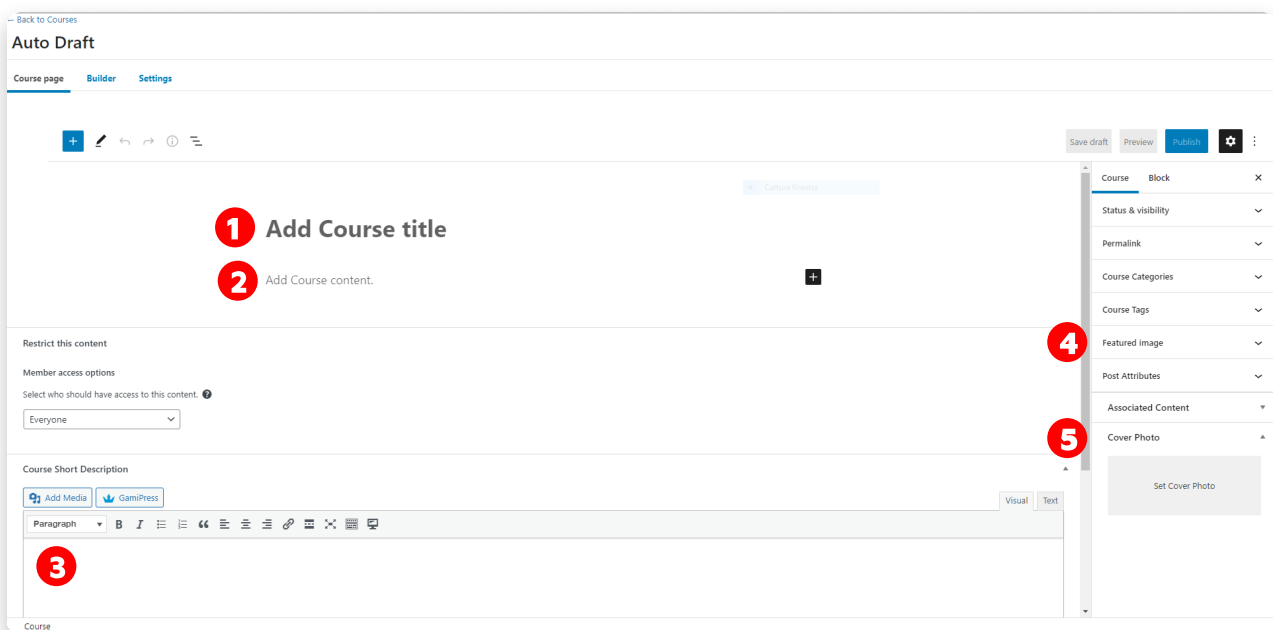 ← Back to Courses
Auto Draft
Course page Builder Settings
Save draft Preview Publish
Course Block
1 Add Course title
2 Add Course content.
Status & visibility
Permalink
Course Categories
Course Tags
4 Featured image
Post Attributes
Associated Content
5 Cover Photo
Set Cover Photo
Restrict this content
Member access options
Select who should have access to this content.
Everyone
Course Short Description
Add Media GamiPress
Visual Text
Paragraph B I
3
Course